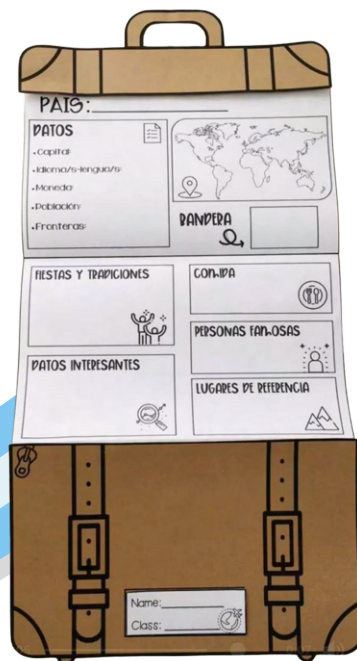 PAIS:
DATOS
•Capital:
•Idioma/s-lengua/s:
•Moneda:
•Población:
•Fronteras:
BANDERA
FIESTAS Y TRADICIONES
COMIDA
PERSONAS FAMOSAS
DATOS INTERESANTES
LUGARES DE REFERENCIA
Name:
Class: